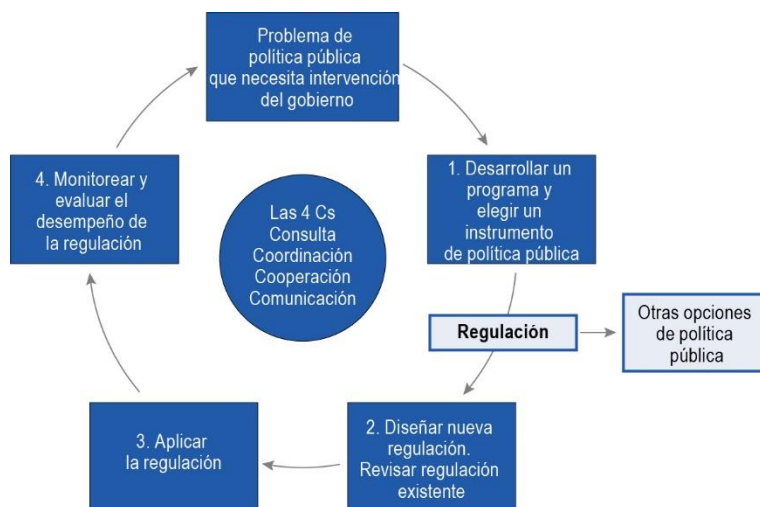 Problema de
política pública
que necesita intervención
del gobierno
1. Desarrollar un
programa y
elegir un
instrumento
de política pública
4. Monitorear y
evaluar el
desempeño de
la regulación
Las 4 Cs
Consulta
Coordinación
Cooperación
Comunicación
Regulación
Otras opciones
de política
pública
2. Diseñar nueva
regulación.
Revisar regulación
existente
3. Aplicar
la regulación